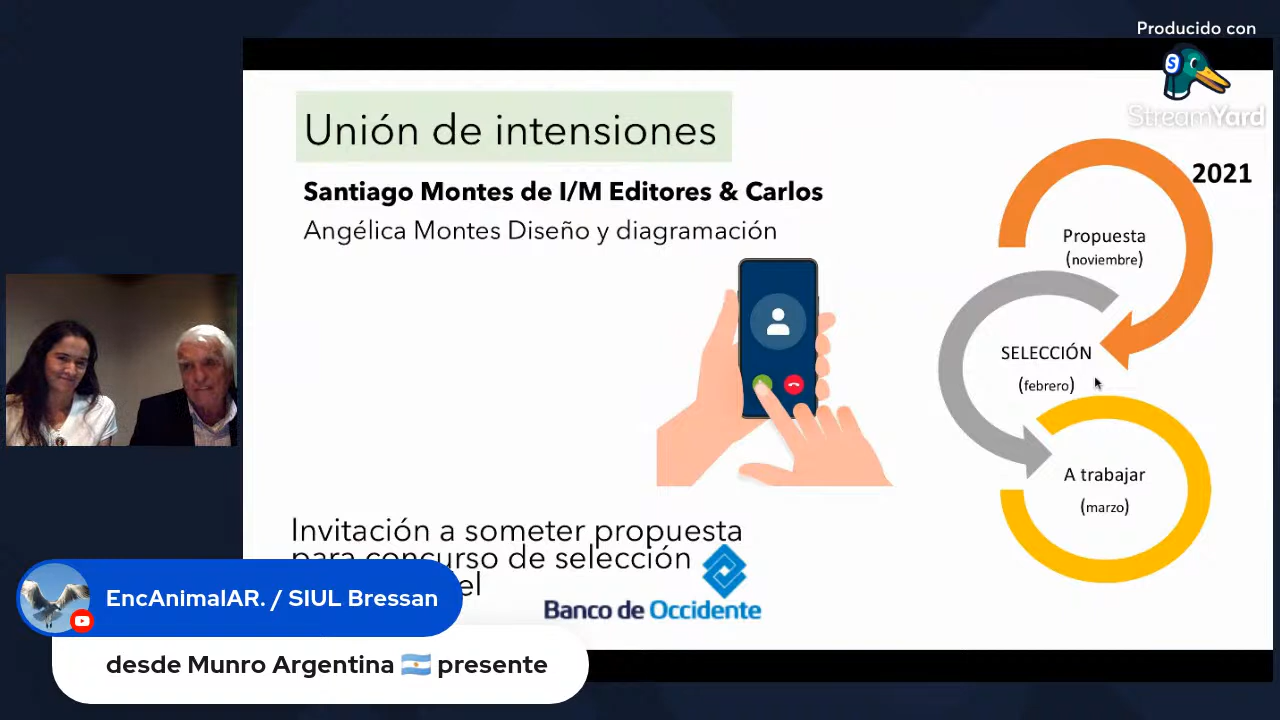 Producido con
StreamYard
Unión de intensiones
Santiago Montes de I/M Editores & Carlos
Angélica Montes Diseño y diagramación
2021
Propuesta
(noviembre)
SELECCIÓN
(febrero)
A trabajar
(marzo)
Invitación a someter propuesta
para concurso de selección
el
Banco de Occidente
EncAnimalAR. / SIUL Bressan
desde Munro Argentina 🇦🇷 presente